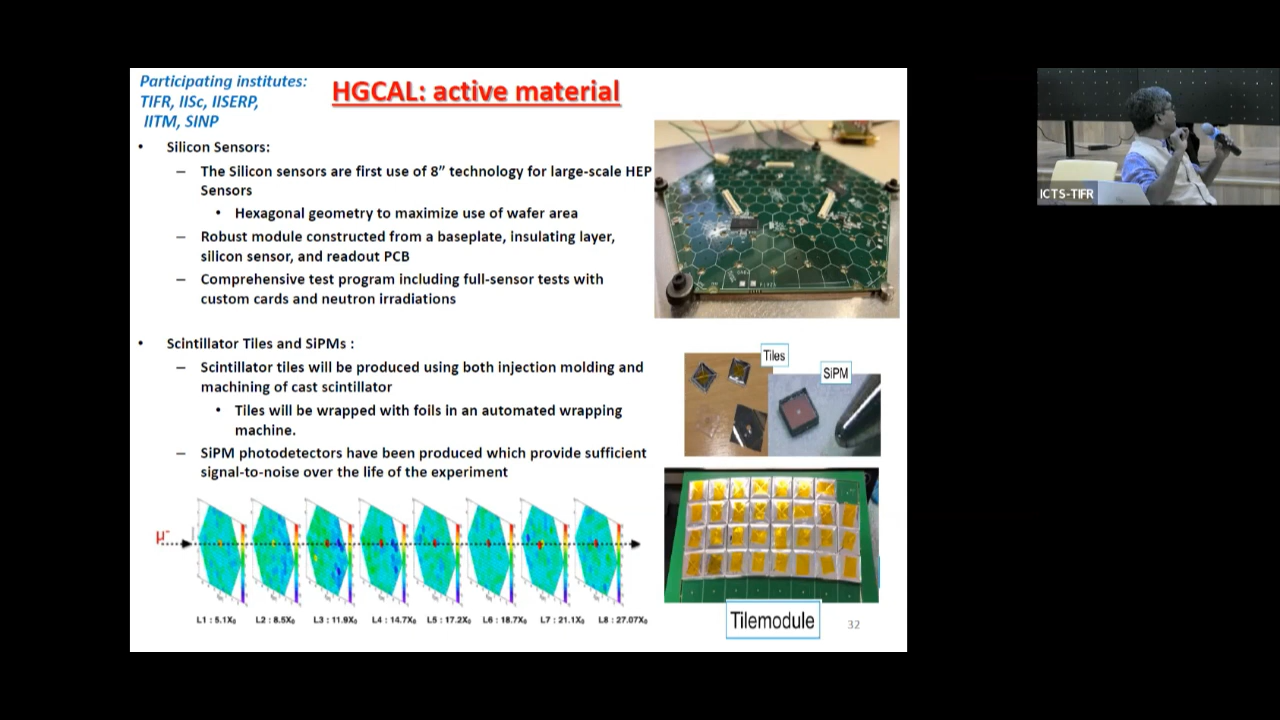 Participating institutes:
TIFR, IISc, IISERP,
IITM, SINP
HGCAL: active material
• Silicon Sensors:
– The Silicon sensors are first use of 8” technology for large-scale HEP
Sensors
• Hexagonal geometry to maximize use of wafer area
– Robust module constructed from a baseplate, insulating layer,
silicon sensor, and readout PCB
– Comprehensive test program including full-sensor tests with
custom cards and neutron irradiations
• Scintillator Tiles and SiPMs :
– Scintillator tiles will be produced using both injection molding and
machining of cast scintillator
• Tiles will be wrapped with foils in an automated wrapping
machine.
– SiPM photodetectors have been produced which provide sufficient
signal-to-noise over the life of the experiment
Tiles
SiPM
μ-
L1 : 5.1X₀ L2 : 8.5X₀ L3 : 11.9X₀ L4 : 14.7X₀ L5 : 17.2X₀ L6 : 18.7X₀ L7 : 21.1X₀ L8 : 27.07X₀
Tilemodule
32
ICTS-TIFR